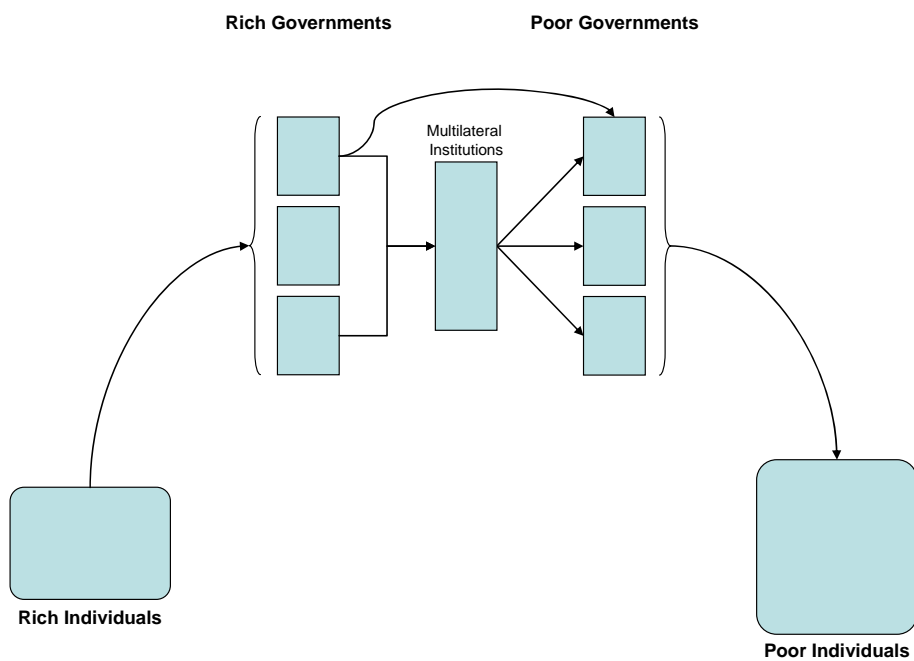 Rich Governments
Poor Governments
Multilateral
Institutions
Rich Individuals
Poor Individuals